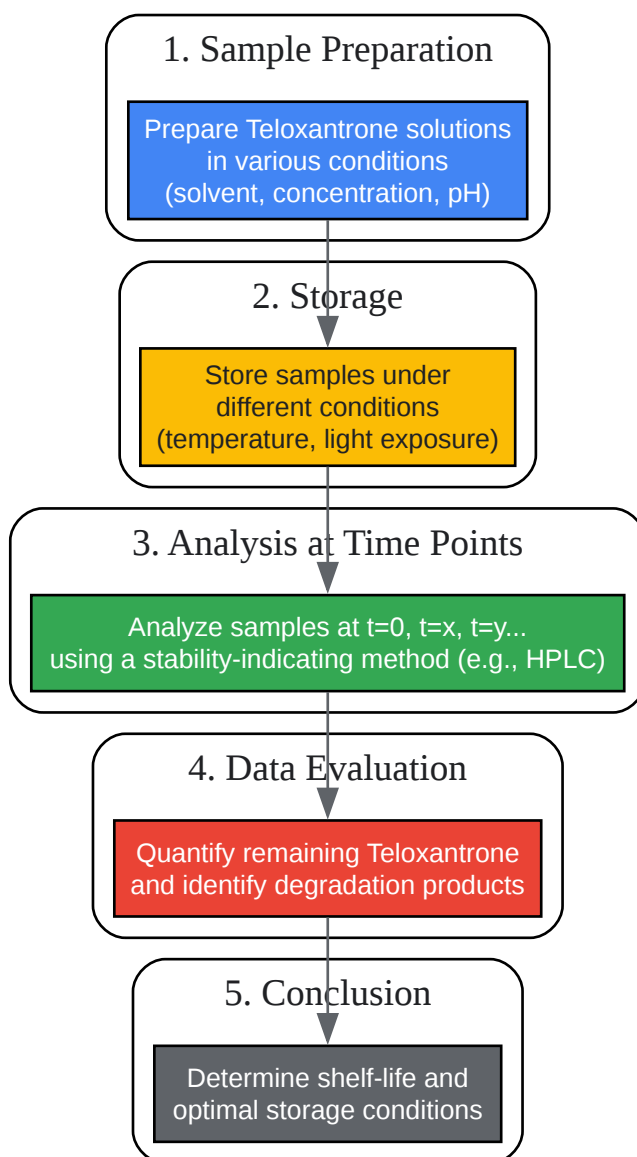 1. Sample Preparation
Prepare Teloxantrone solutions
in various conditions
(solvent, concentration, pH)
2. Storage
Store samples under
different conditions
(temperature, light exposure)
3. Analysis at Time Points
Analyze samples at t=0, t=x, t=y...
using a stability-indicating method (e.g., HPLC)
4. Data Evaluation
Quantify remaining Teloxantrone
and identify degradation products
5. Conclusion
Determine shelf-life and
optimal storage conditions